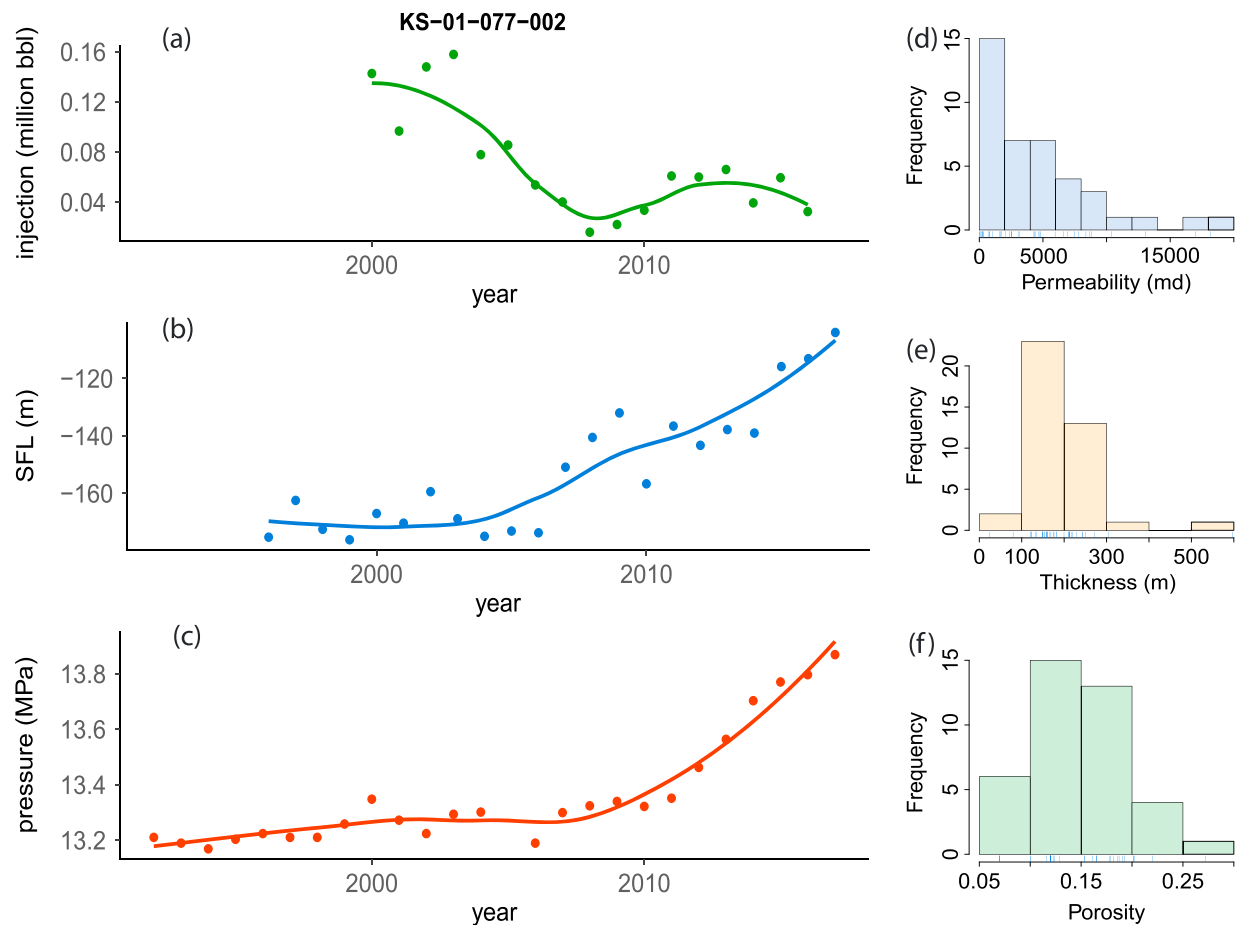 KS−01−077−002
(a)
injection (million bbl)
0.16
0.12
0.08
0.04
2000 2010
year
(b)
SFL (m)
−120
−140
−160
2000 2010
year
(c)
pressure (MPa)
13.8
13.6
13.4
13.2
2000 2010
year
(d)
Frequency
15
10
5
0
0 5000 15000
Permeability (md)
(e)
Frequency
20
15
10
5
0
0 100 300 500
Thickness (m)
(f)
Frequency
15
10
5
0
0.05 0.15 0.25
Porosity